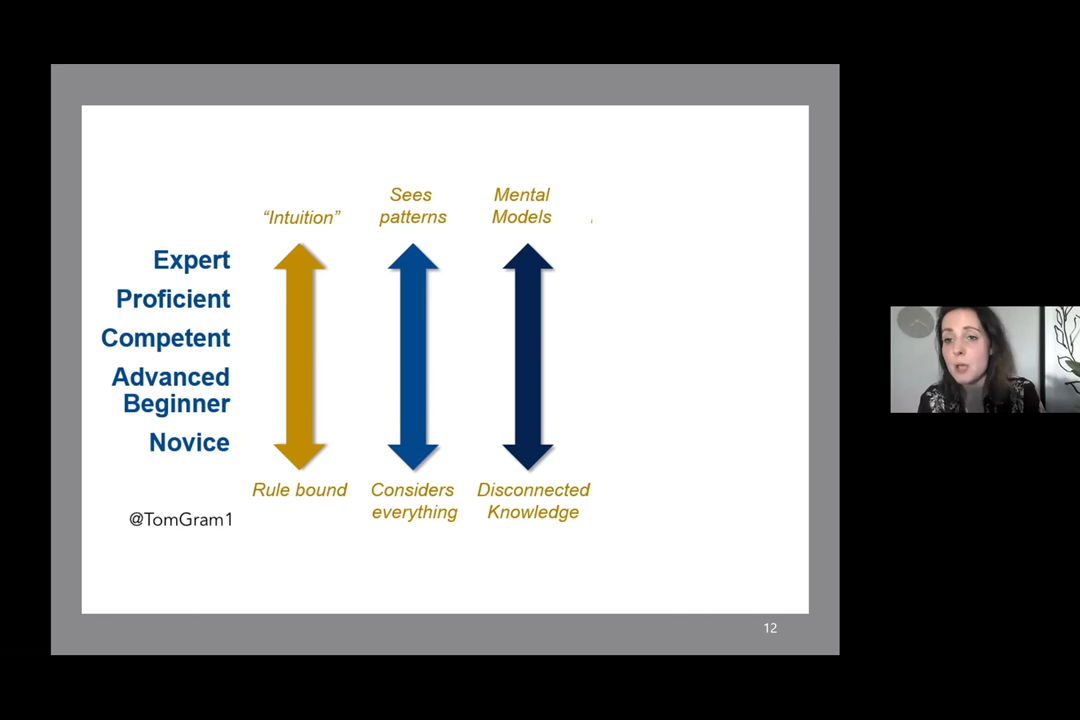 “Intuition”
Sees
patterns
Mental
Models
Expert
Proficient
Competent
Advanced
Beginner
Novice
Rule bound
Considers
everything
Disconnected
Knowledge
@TomGram1
12